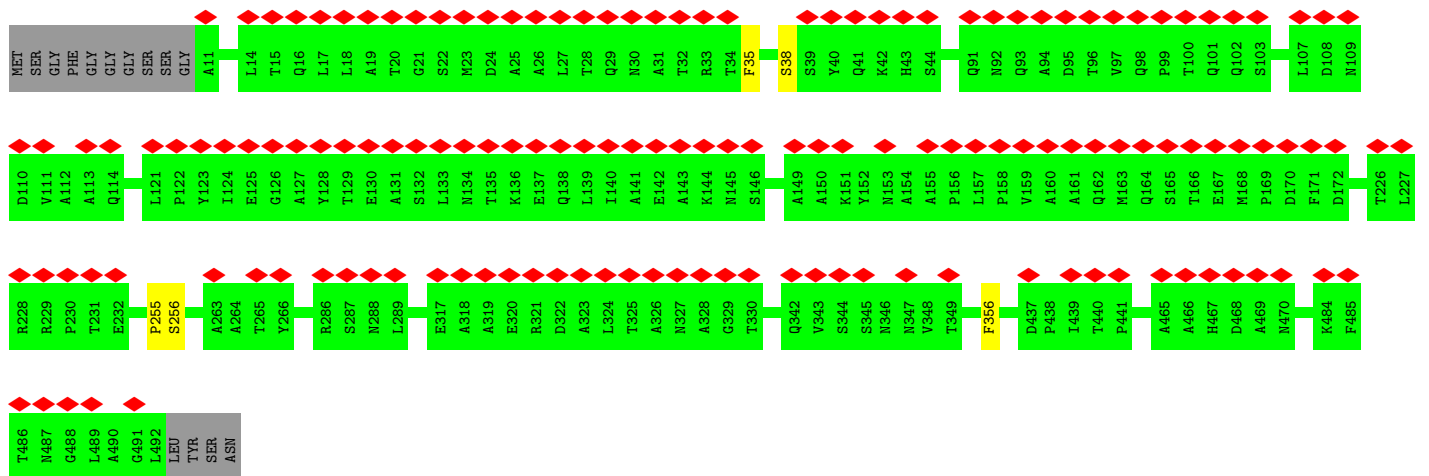 MET SER GLY PHE GLY GLY GLY SER SER GLY A11 L14 T15 Q16 L17 L18 A19 T20 G21 S22 M23 D24 A25 A26 L27 T28 Q29 N30 A31 T32 R33 T34 F35 S38 S39 Y40 Q41 K42 H43 S44 Q91 N92 Q93 A94 D95 T96 V97 Q98 P99 T100 Q101 Q102 S103 L107 D108 N109
D110 V111 A112 A113 Q114 L121 P122 Y123 I124 E125 G126 A127 Y128 T129 E130 A131 S132 L133 N134 T135 K136 E137 Q138 L139 I140 A141 E142 A143 K144 N145 S146 A149 A150 K151 Y152 N153 A154 A155 P156 L157 P158 V159 A160 A161 Q162 M163 Q164 S165 T166 E167 M168 P169 D170 F171 D172 T226 L227
R228 R229 P230 T231 E232 P255 S256 A263 A264 T265 Y266 R286 S287 N288 L289 E317 A318 A319 E320 R321 D322 A323 L324 T325 A326 N327 A328 G329 T330 Q342 V343 S344 S345 N346 N347 V348 T349 F356 D437 P438 I439 T440 P441 A465 A466 H467 D468 A469 N470 K484 F485
T486 N487 G488 L489 A490 G491 L492 LEU TYR SER ASN